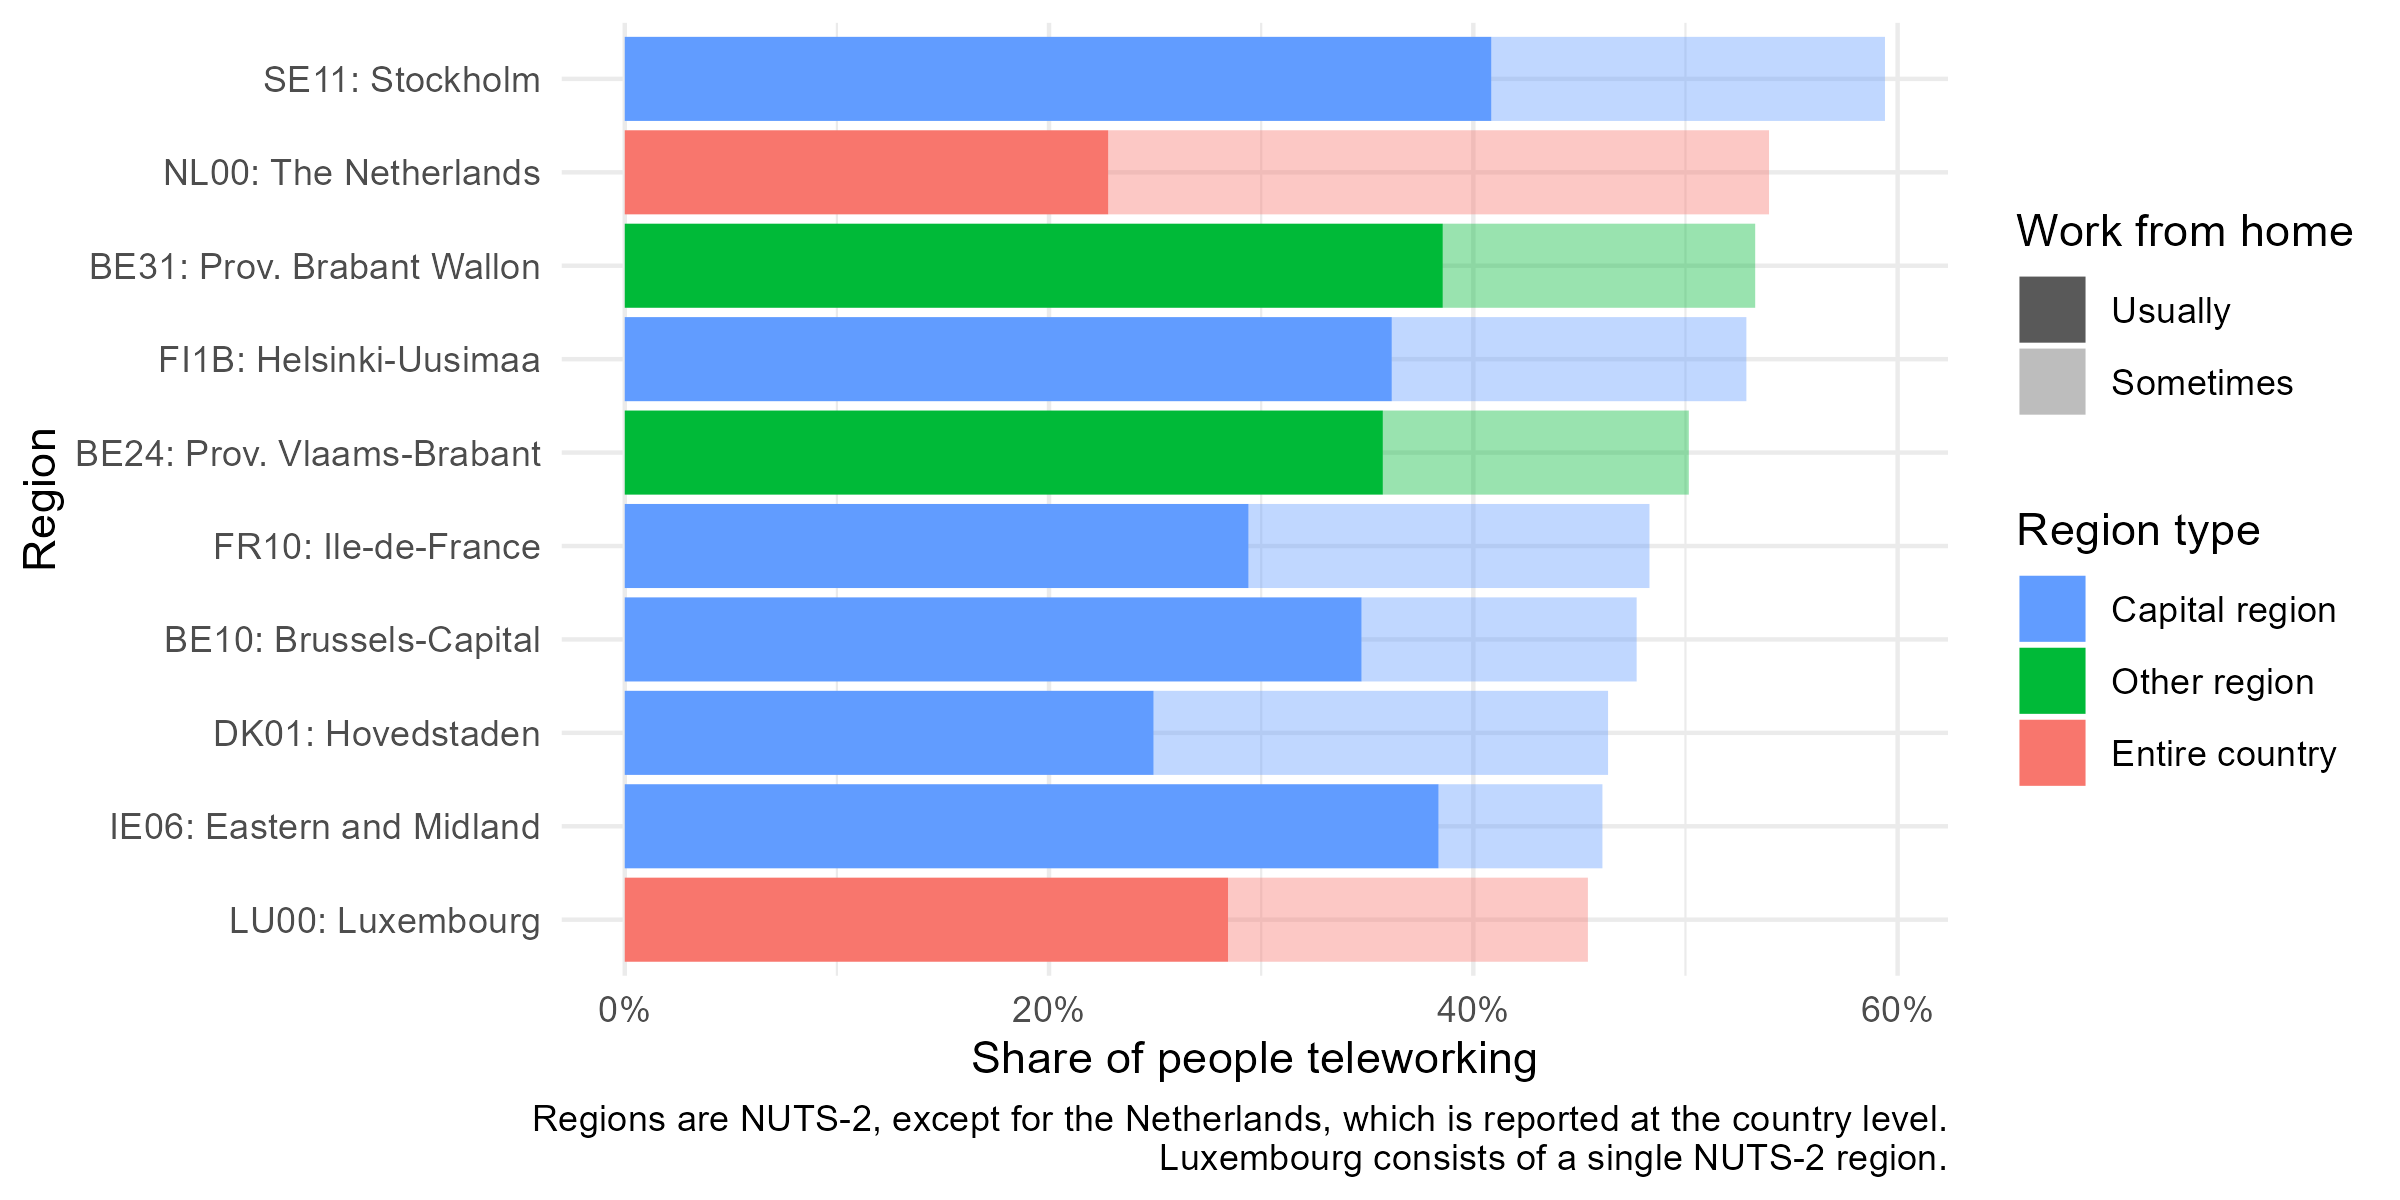 SE11: Stockholm
NL00: The Netherlands
BE31: Prov. Brabant Wallon
FI1B: Helsinki-Uusimaa
BE24: Prov. Vlaams-Brabant
FR10: Ile-de-France
BE10: Brussels-Capital
DK01: Hovedstaden
IE06: Eastern and Midland
LU00: Luxembourg
Region
0% 20% 40% 60%
Share of people teleworking
Regions are NUTS-2, except for the Netherlands, which is reported at the country level.
Luxembourg consists of a single NUTS-2 region.
Work from home
Usually
Sometimes
Region type
Capital region
Other region
Entire country